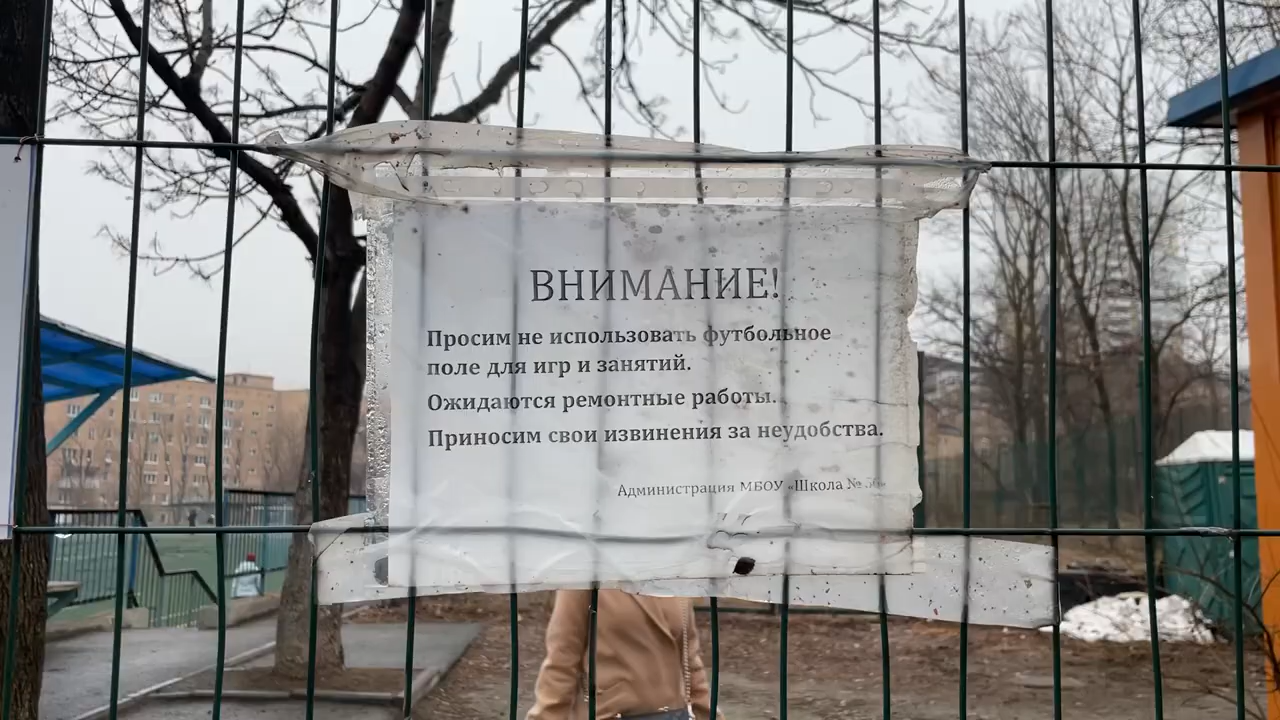 ВНИМАНИЕ!
Просим не использовать футбольное
поле для игр и занятий.
Ожидаются ремонтные работы.
Приносим свои извинения за неудобства.
Администрация МБОУ «Школа №